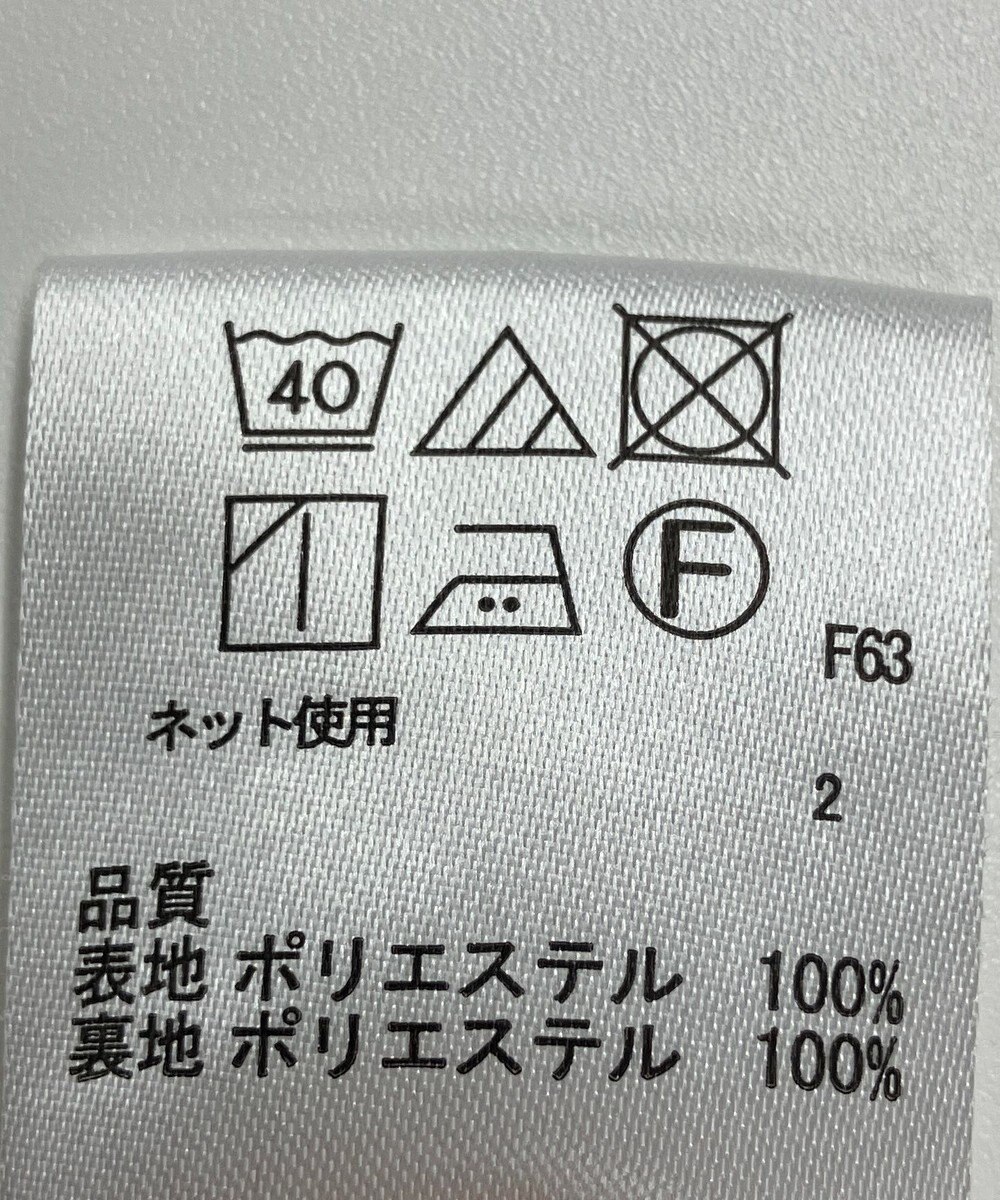 40
F
F63
ネット使用
2
品質
表地 ポリエステル 100%
裏地 ポリエステル 100%